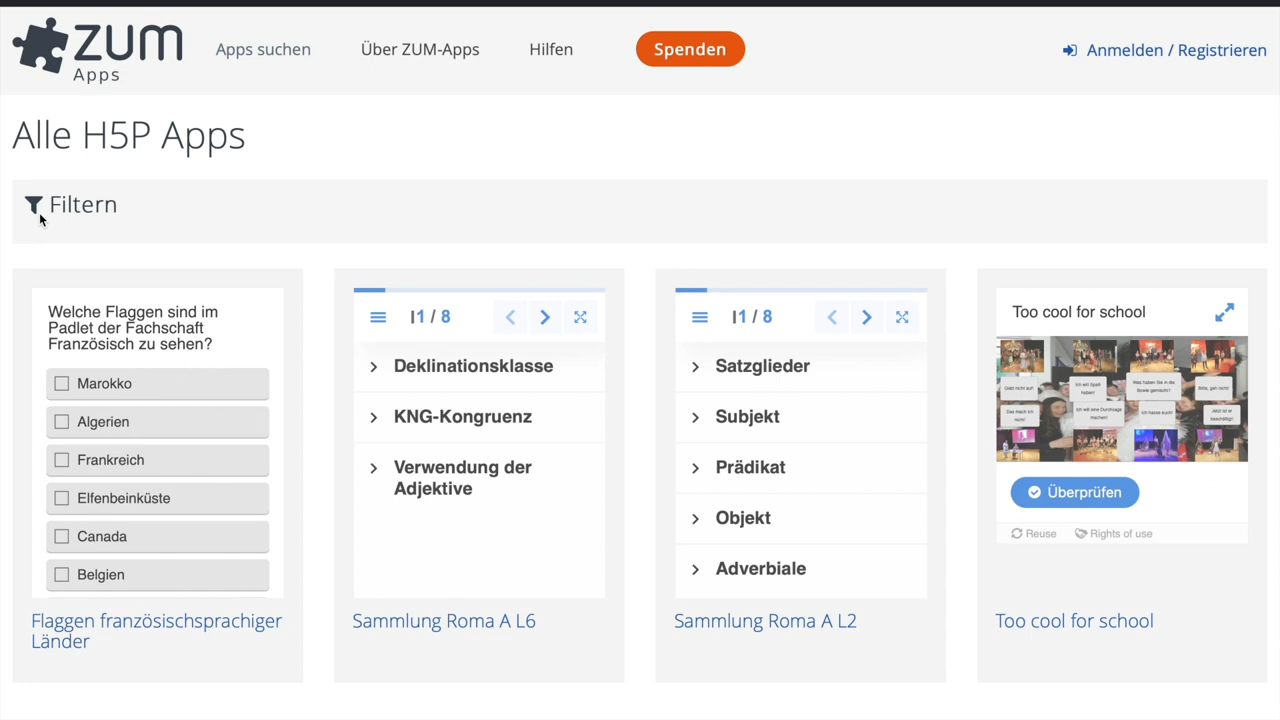 zum
Apps
Apps suchen
Über ZUM-Apps
Hilfen
Spenden
Anmelden / Registrieren
Alle H5P Apps
Filtern
Welche Flaggen sind im
Padlet der Fachschaft
Französisch zu sehen?
Marokko
Algerien
Frankreich
Elfenbeinküste
Canada
Belgien
Flaggen französischsprachiger
Länder
1 / 8
Deklinationsklasse
KNG-Kongruenz
Verwendung der
Adjektive
Sammlung Roma A L6
1 / 8
Satzglieder
Subjekt
Prädikat
Objekt
Adverbiale
Sammlung Roma A L2
Too cool for school
Überprüfen
Reuse
Rights of use
Too cool for school